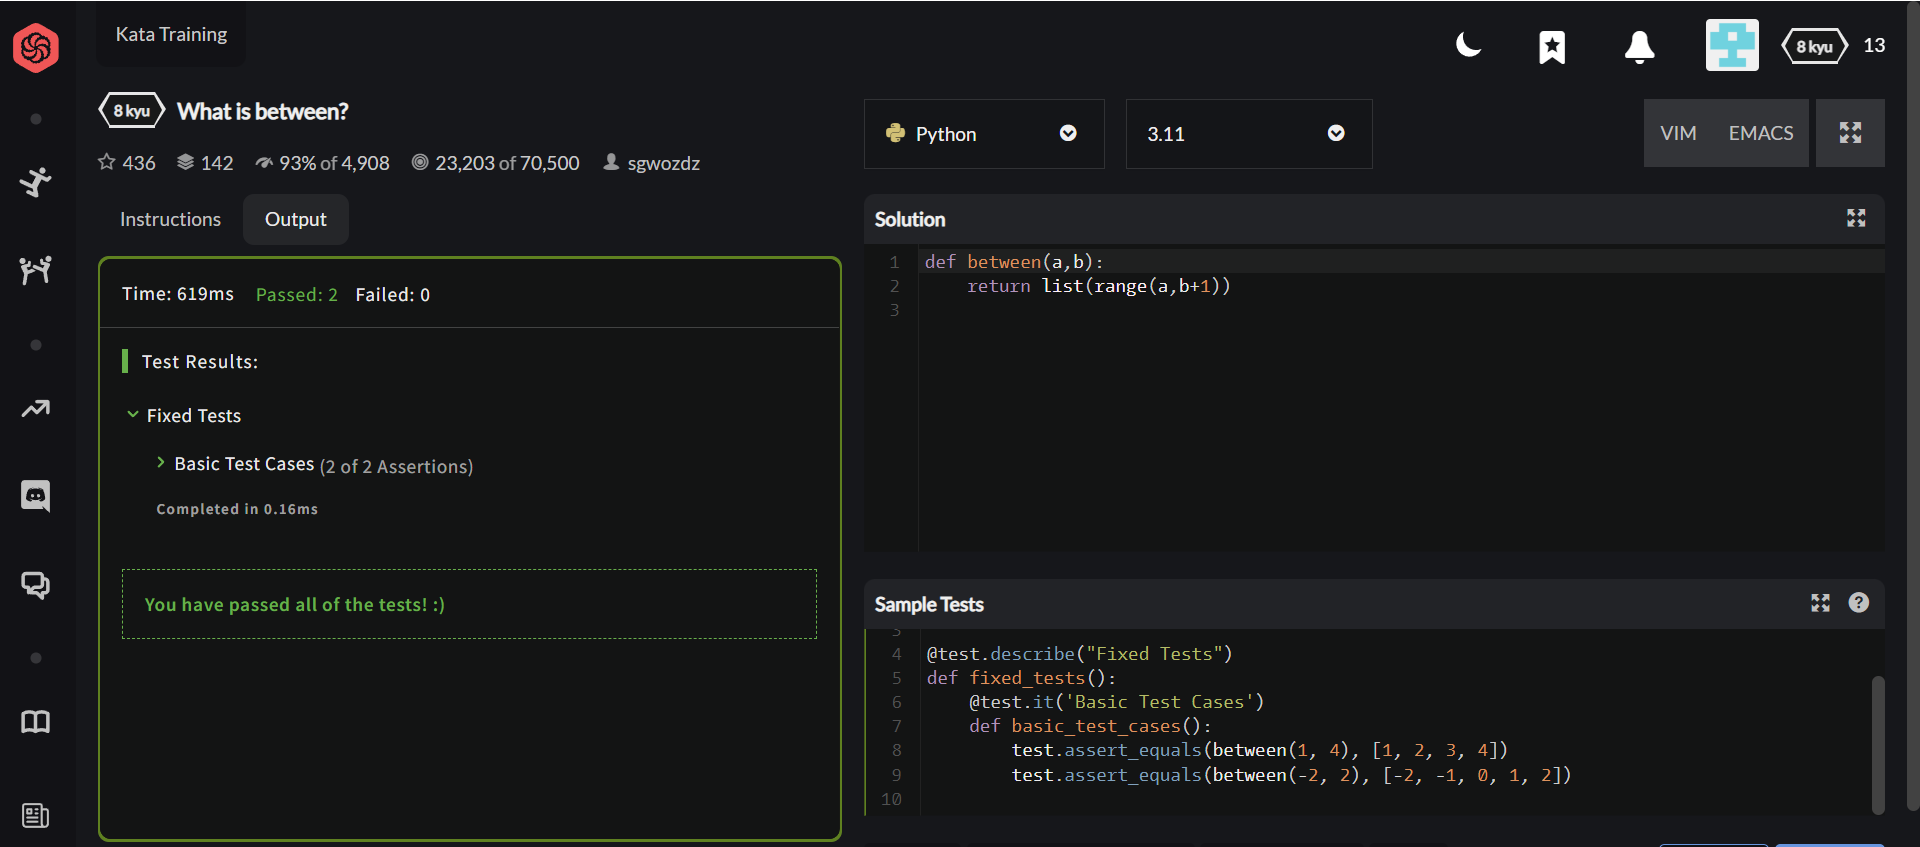 Kata Training
8 kyu 13
8 kyu What is between?
436 142 93% of 4,908 23,203 of 70,500 sgwozdz
Python
3.11
VIM EMACS
Instructions Output
Time: 619ms Passed: 2 Failed: 0
Test Results:
Fixed Tests
Basic Test Cases (2 of 2 Assertions)
Completed in 0.16ms
You have passed all of the tests! :)
Solution
1 def between(a,b):
2     return list(range(a,b+1))
3
Sample Tests
3
4 @test.describe("Fixed Tests")
5 def fixed_tests():
6     @test.it('Basic Test Cases')
7     def basic_test_cases():
8         test.assert_equals(between(1, 4), [1, 2, 3, 4])
9         test.assert_equals(between(-2, 2), [-2, -1, 0, 1, 2])
10